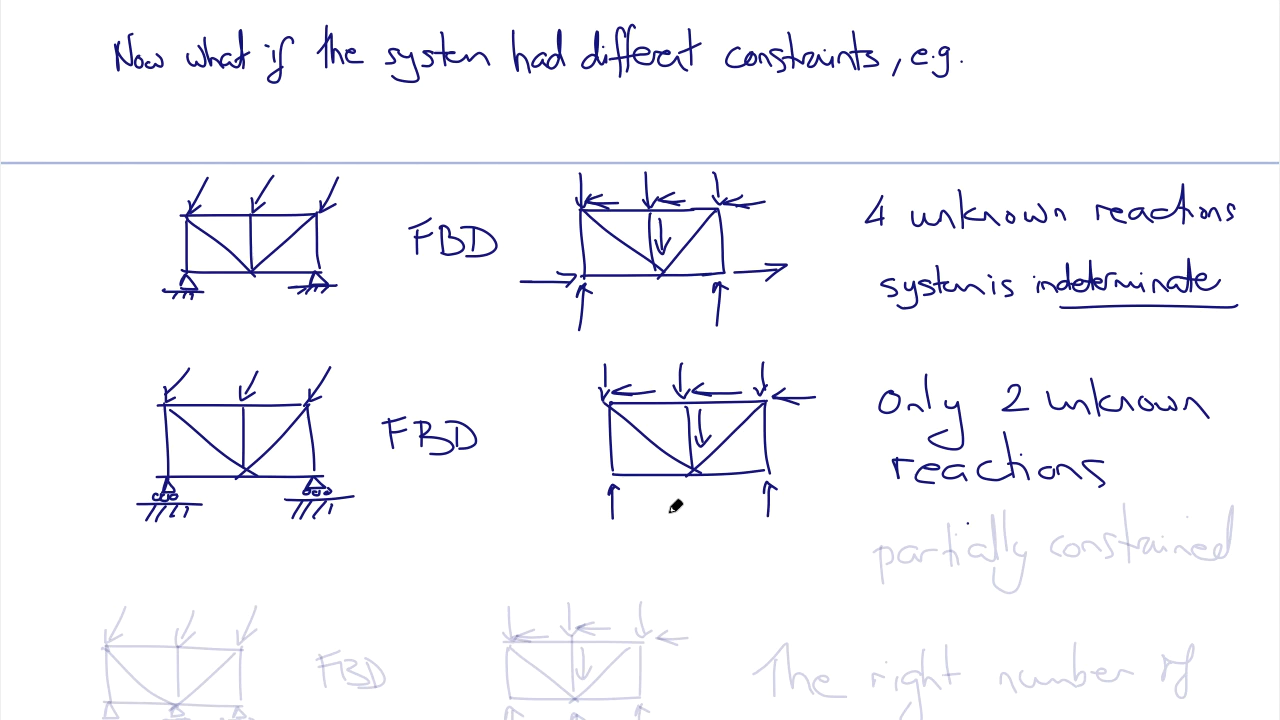 Now what if the system had different constraints, e.g.
FBD
4 unknown reactions
system is indeterminate
FBD
Only 2 unknown
reactions
partially constrained
FBD
The right number of